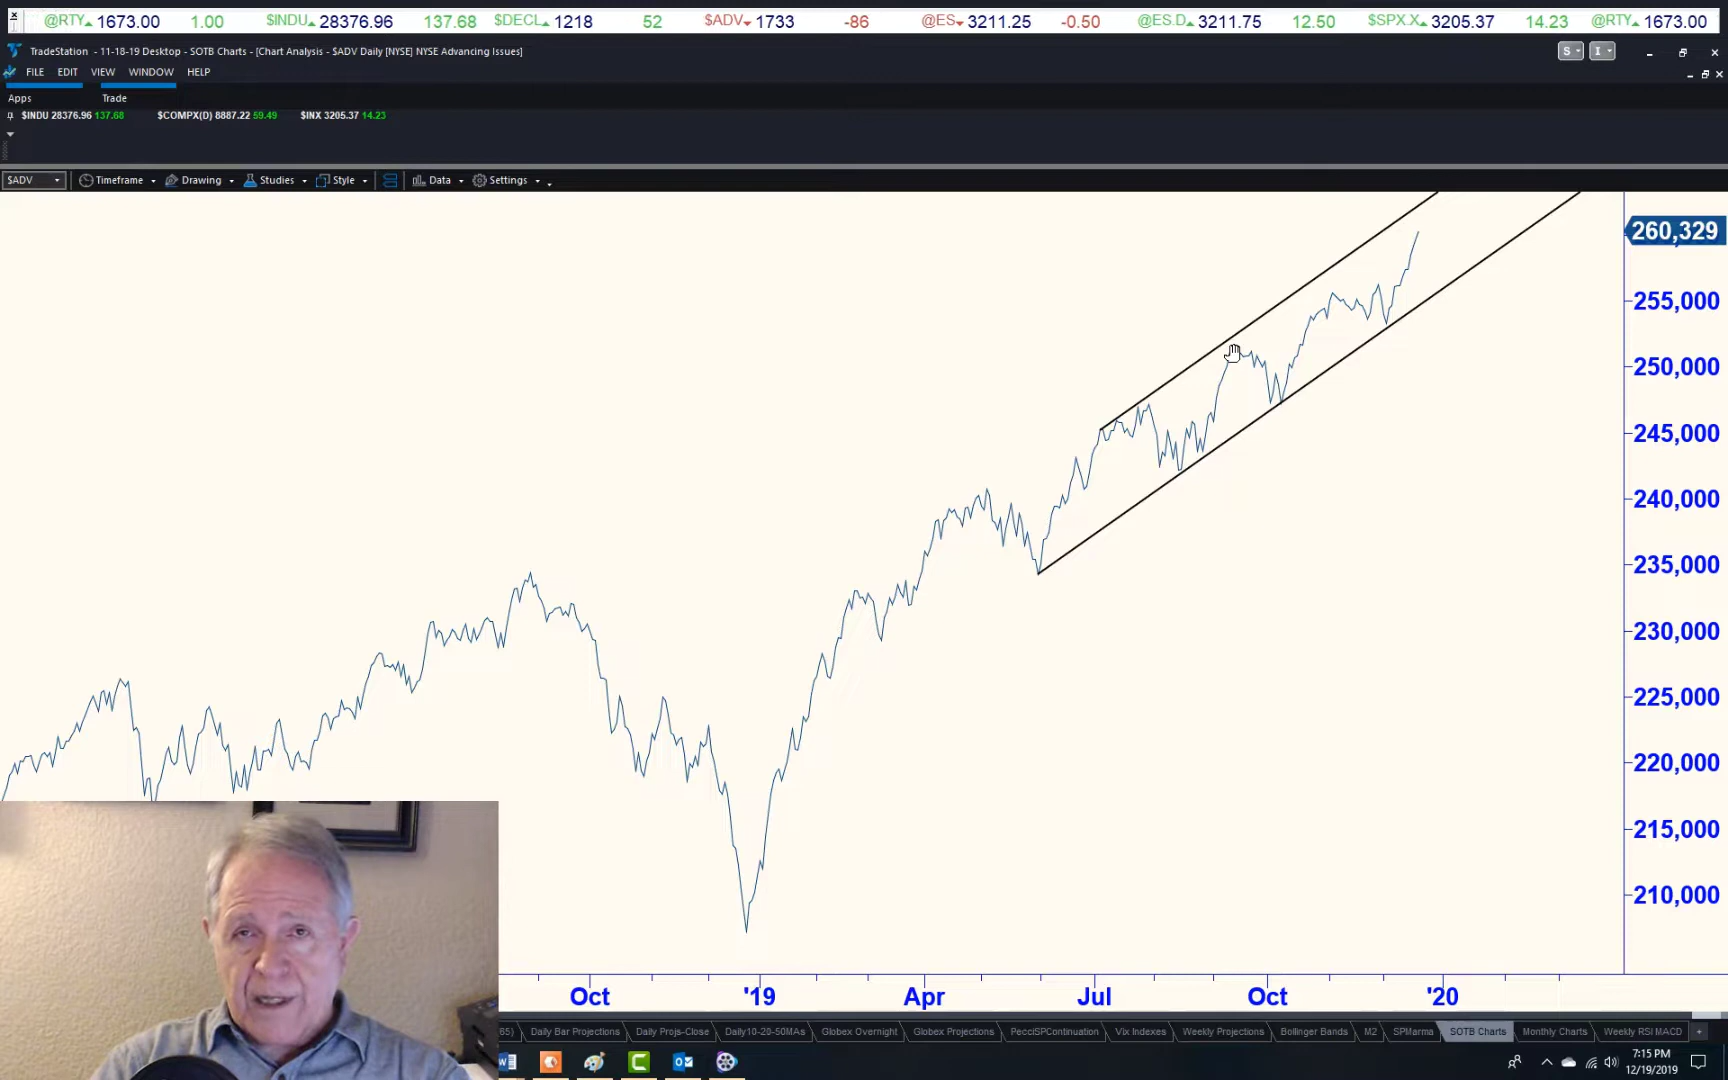 @RTY 1673.00 1.00 $INDU 28376.96 137.68 $DECL 1218 52 $ADV 1733 -86 @ES 3211.25 -0.50 @ES.D 3211.75 12.50 $SPX.X 3205.37 14.23 @RTY 1673.00
TradeStation - 11-18-19 Desktop - SOTB Charts - [Chart Analysis - $ADV Daily [NYSE] NYSE Advancing Issues]
S I
FILE EDIT VIEW WINDOW HELP
Apps Trade
$INDU 28376.96 137.68 $COMPX(D) 8887.22 59.49 $INX 3205.37 14.23
$ADV Timeframe Drawing Studies Style Data Settings
260,329
255,000
250,000
245,000
240,000
235,000
230,000
225,000
220,000
215,000
210,000
Oct '19 Apr Jul Oct '20
65) Daily Bar Projections Daily Projs-Close Daily10-20-50MAs Globex Overnight Globex Projections PecciSPContinuation Vix Indexes Weekly Projections Bollinger Bands M2 SPMarma SOTB Charts Monthly Charts Weekly RSI MACD +
7:15 PM
12/19/2019